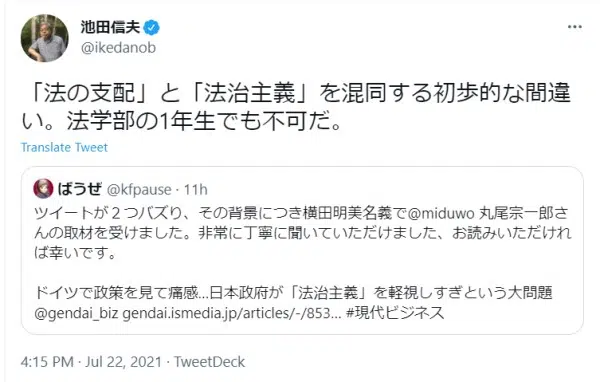 池田信夫
@ikedanob
「法の支配」と「法治主義」を混同する初歩的な間違
い。法学部の1年生でも不可だ。
Translate Tweet
ばうぜ @kfpause · 11h
ツイートが２つバズり、その背景につき横田明美名義で@miduwo 丸尾宗一郎さ
んの取材を受けました。非常に丁寧に聞いていただけました、お読みいただけれ
ば幸いです。
ドイツで政策を見て痛感...日本政府が「法治主義」を軽視しすぎという大問題
@gendai_biz gendai.ismedia.jp/articles/-/853... #現代ビジネス
4:15 PM · Jul 22, 2021 · TweetDeck